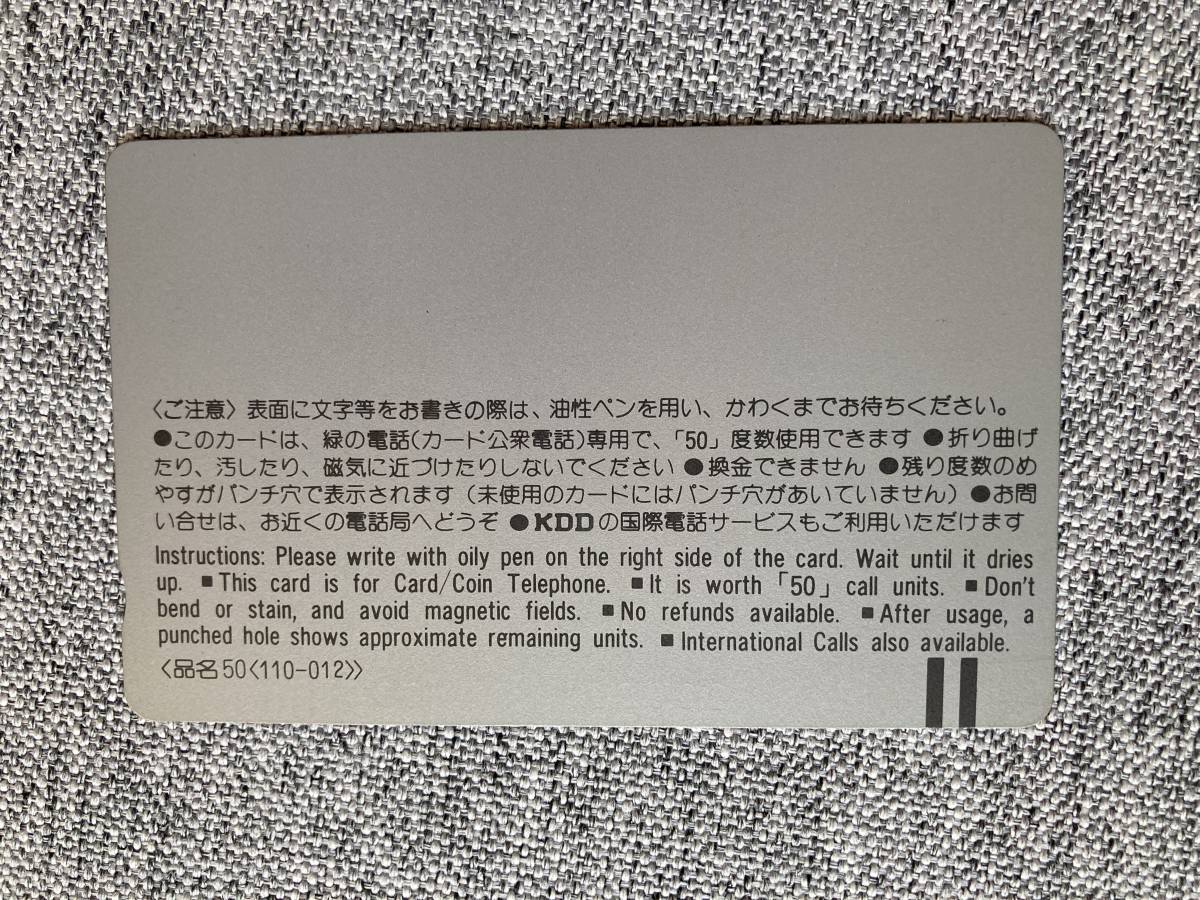 〈ご注意〉表面に文字等をお書きの際は、油性ペンを用い、かわくまでお待ちください。
●このカードは、緑の電話(カード公衆電話)専用で、「50」度数使用できます ●折り曲げ
たり、汚したり、磁気に近づけたりしないでください ●換金できません ●残り度数のめ
やすがパンチ穴で表示されます（未使用のカードにはパンチ穴があいていません）●お問
い合せは、お近くの電話局へどうぞ ●KDDの国際電話サービスもご利用いただけます
Instructions: Please write with oily pen on the right side of the card. Wait until it dries
up. ■This card is for Card/Coin Telephone. ■It is worth「50」call units. ■Don't
bend or stain, and avoid magnetic fields. ■No refunds available. ■After usage, a
punched hole shows approximate remaining units. ■International Calls also available.
〈品名50〈110-012〉〉